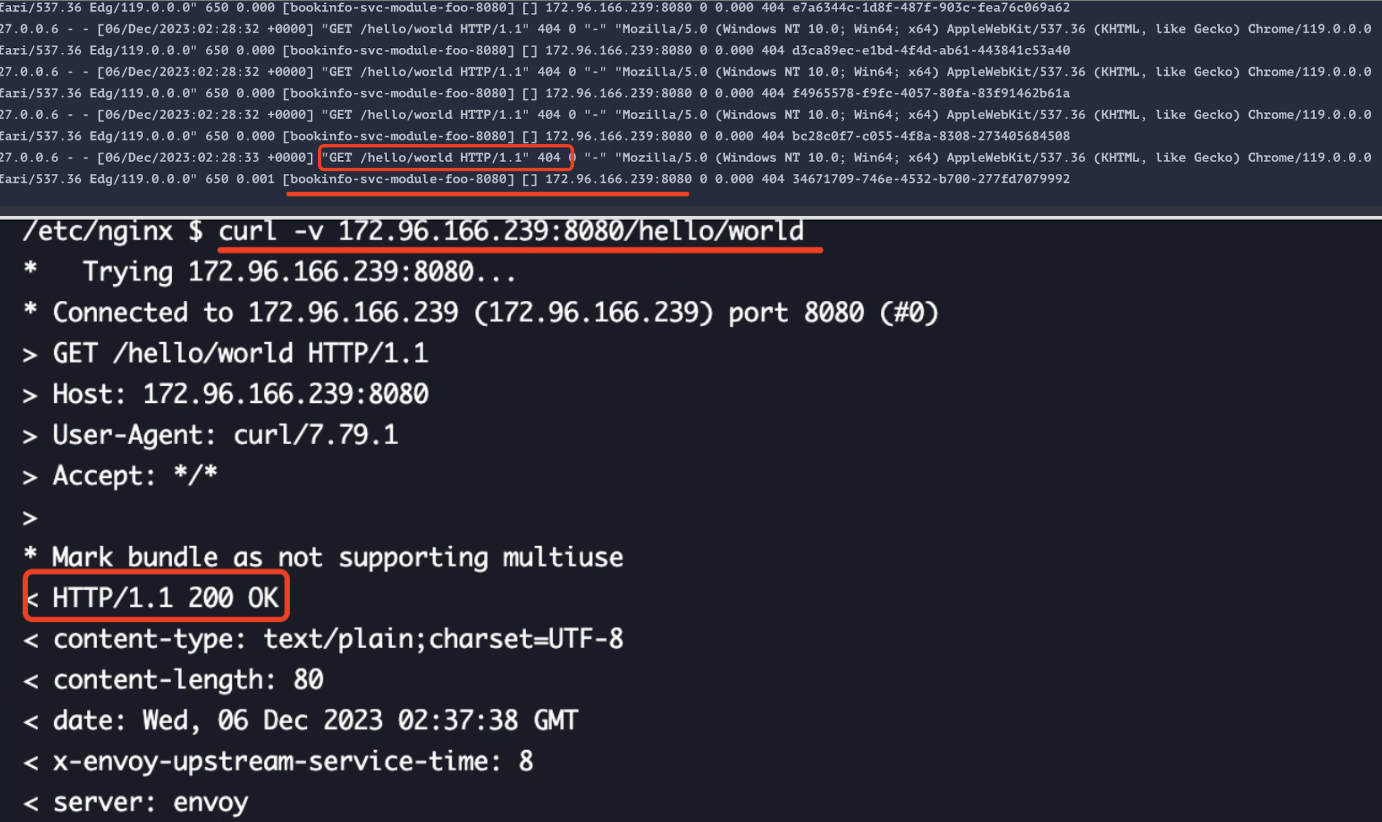 fari/537.36 Edg/119.0.0.0" 650 0.000 [bookinfo-svc-module-foo-8080] [] 172.96.166.239:8080 0 0.000 404 e7a6344c-1d8f-487f-903c-fea76c069a62
27.0.0.6 - - [06/Dec/2023:02:28:32 +0000] "GET /hello/world HTTP/1.1" 404 0 "-" "Mozilla/5.0 (Windows NT 10.0; Win64; x64) AppleWebKit/537.36 (KHTML, like Gecko) Chrome/119.0.0.0
fari/537.36 Edg/119.0.0.0" 650 0.000 [bookinfo-svc-module-foo-8080] [] 172.96.166.239:8080 0 0.000 404 d3ca89ec-e1bd-4f4d-ab61-443841c53a40
27.0.0.6 - - [06/Dec/2023:02:28:32 +0000] "GET /hello/world HTTP/1.1" 404 0 "-" "Mozilla/5.0 (Windows NT 10.0; Win64; x64) AppleWebKit/537.36 (KHTML, like Gecko) Chrome/119.0.0.0
fari/537.36 Edg/119.0.0.0" 650 0.000 [bookinfo-svc-module-foo-8080] [] 172.96.166.239:8080 0 0.000 404 f4965578-f9fc-4057-80fa-83f91462b61a
27.0.0.6 - - [06/Dec/2023:02:28:32 +0000] "GET /hello/world HTTP/1.1" 404 0 "-" "Mozilla/5.0 (Windows NT 10.0; Win64; x64) AppleWebKit/537.36 (KHTML, like Gecko) Chrome/119.0.0.0
fari/537.36 Edg/119.0.0.0" 650 0.000 [bookinfo-svc-module-foo-8080] [] 172.96.166.239:8080 0 0.000 404 bc28c0f7-c055-4f8a-8308-273405684508
27.0.0.6 - - [06/Dec/2023:02:28:33 +0000] "GET /hello/world HTTP/1.1" 404 0 "-" "Mozilla/5.0 (Windows NT 10.0; Win64; x64) AppleWebKit/537.36 (KHTML, like Gecko) Chrome/119.0.0.0
fari/537.36 Edg/119.0.0.0" 650 0.001 [bookinfo-svc-module-foo-8080] [] 172.96.166.239:8080 0 0.000 404 34671709-746e-4532-b700-277fd7079992
/etc/nginx $ curl -v 172.96.166.239:8080/hello/world
*   Trying 172.96.166.239:8080...
* Connected to 172.96.166.239 (172.96.166.239) port 8080 (#0)
> GET /hello/world HTTP/1.1
> Host: 172.96.166.239:8080
> User-Agent: curl/7.79.1
> Accept: */*
>
* Mark bundle as not supporting multiuse
< HTTP/1.1 200 OK
< content-type: text/plain;charset=UTF-8
< content-length: 80
< date: Wed, 06 Dec 2023 02:37:38 GMT
< x-envoy-upstream-service-time: 8
< server: envoy